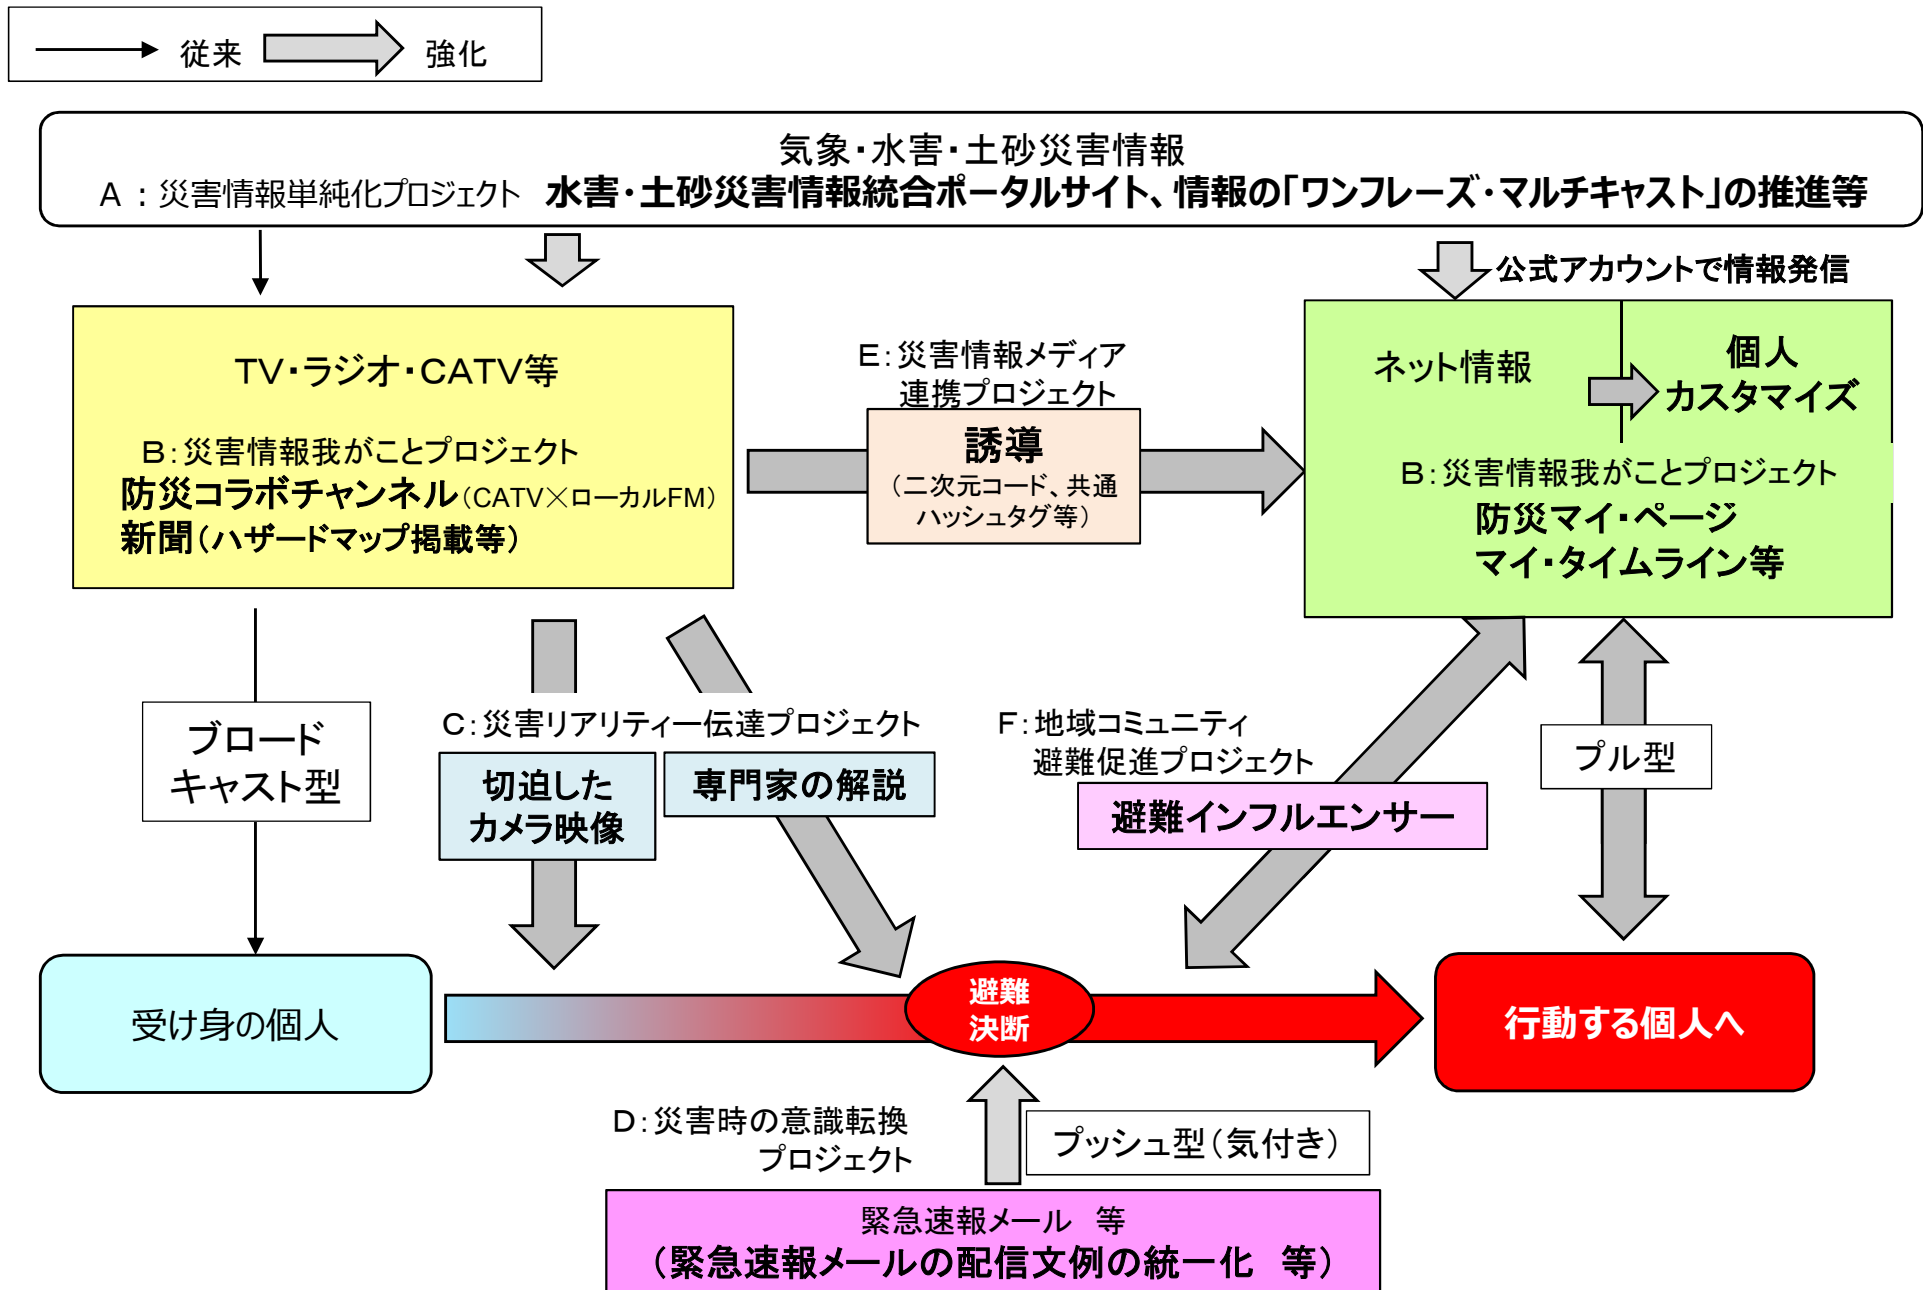 従来
強化
気象・水害・土砂災害情報
A：災害情報単純化プロジェクト 水害・土砂災害情報統合ポータルサイト、情報の「ワンフレーズ・マルチキャスト」の推進等
公式アカウントで情報発信
TV・ラジオ・CATV等
B：災害情報我がことプロジェクト
防災コラボチャンネル（CATV×ローカルFM）
新聞（ハザードマップ掲載等）
E：災害情報メディア
連携プロジェクト
誘導
（二次元コード、共通
ハッシュタグ等）
ネット情報
個人
カスタマイズ
B：災害情報我がことプロジェクト
防災マイ・ページ
マイ・タイムライン等
ブロード
キャスト型
C：災害リアリティー伝達プロジェクト
切迫した
カメラ映像
専門家の解説
F：地域コミュニティ
避難促進プロジェクト
避難インフルエンサー
プル型
受け身の個人
避難
決断
行動する個人へ
D：災害時の意識転換
プロジェクト
プッシュ型（気付き）
緊急速報メール 等
（緊急速報メールの配信文例の統一化 等）